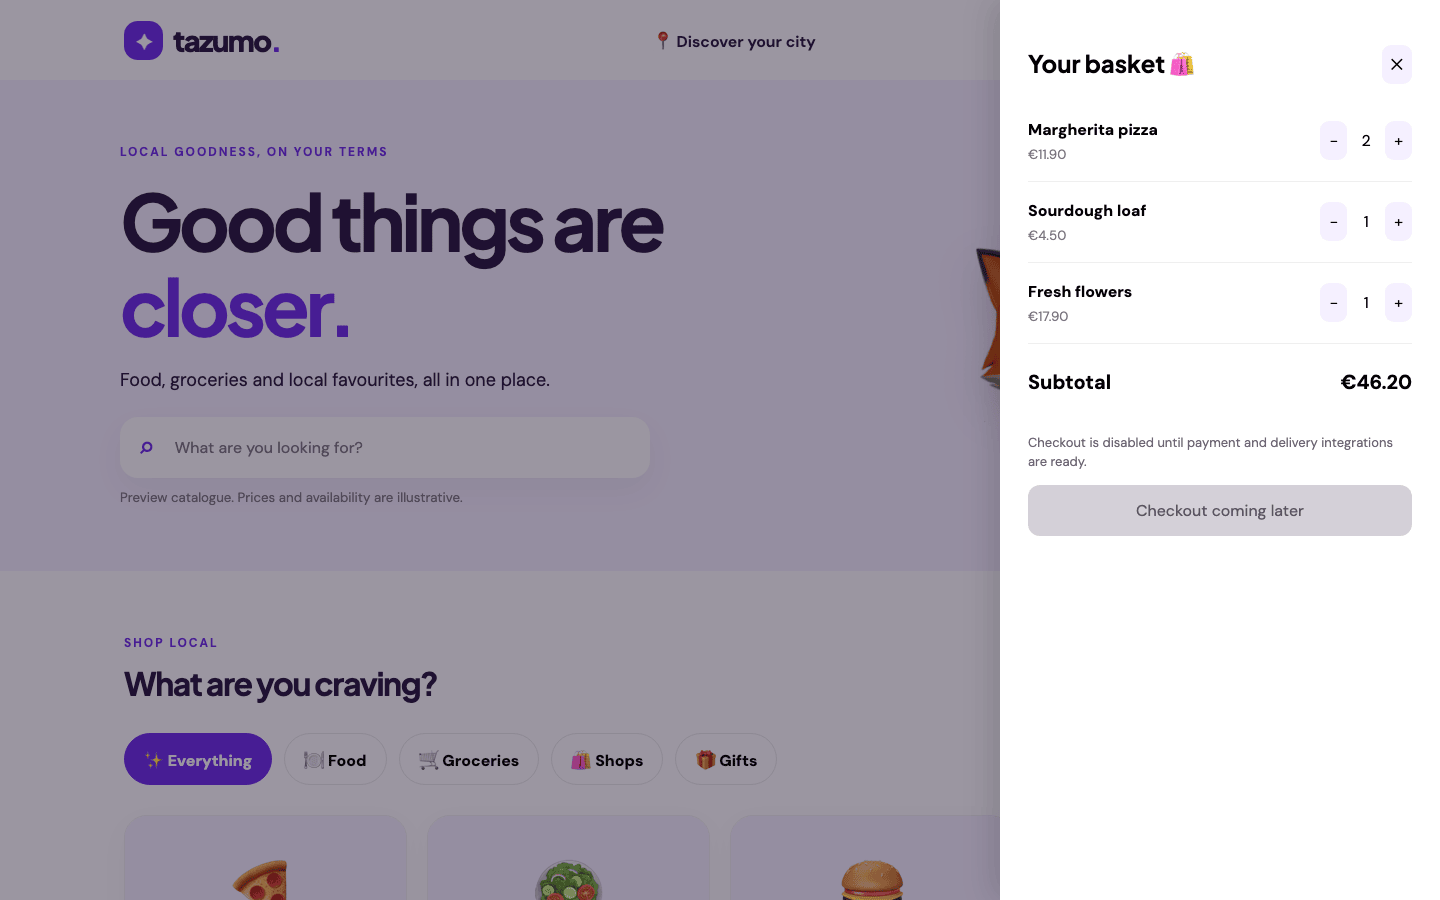 tazumo.
Discover your city
LOCAL GOODNESS, ON YOUR TERMS
Good things are
closer.
Food, groceries and local favourites, all in one place.
What are you looking for?
Preview catalogue. Prices and availability are illustrative.
SHOP LOCAL
What are you craving?
Everything
Food
Groceries
Shops
Gifts
Your basket
Margherita pizza
€11.90
- 2 +
Sourdough loaf
€4.50
- 1 +
Fresh flowers
€17.90
- 1 +
Subtotal €46.20
Checkout is disabled until payment and delivery integrations
are ready.
Checkout coming later